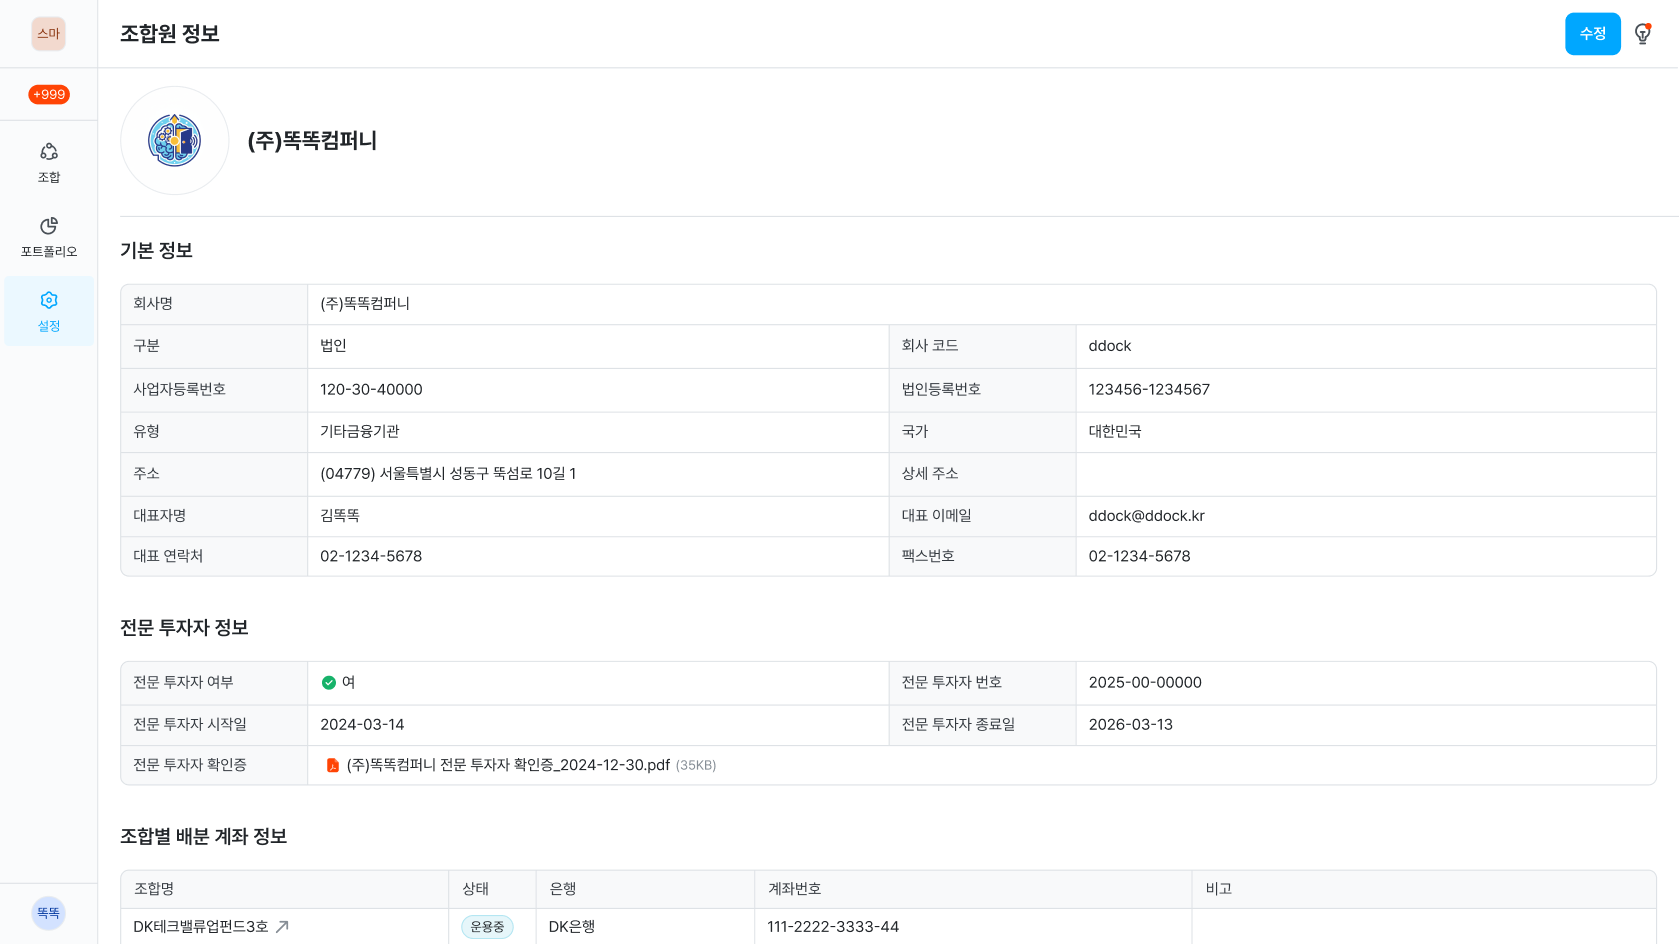 스마
조합원 정보
수정
+999
조합
포트폴리오
설정
똑똑
(주)똑똑컴퍼니
기본 정보
회사명 (주)똑똑컴퍼니
구분 법인 회사 코드 ddock
사업자등록번호 120-30-40000 법인등록번호 123456-1234567
유형 기타금융기관 국가 대한민국
주소 (04779) 서울특별시 성동구 뚝섬로 10길 1 상세 주소
대표자명 김똑똑 대표 이메일 ddock@ddock.kr
대표 연락처 02-1234-5678 팩스번호 02-1234-5678
전문 투자자 정보
전문 투자자 여부 여 전문 투자자 번호 2025-00-00000
전문 투자자 시작일 2024-03-14 전문 투자자 종료일 2026-03-13
전문 투자자 확인증 (주)똑똑컴퍼니 전문 투자자 확인증_2024-12-30.pdf (35KB)
조합별 배분 계좌 정보
조합명 상태 은행 계좌번호 비고
DK테크밸류업펀드3호 운용중 DK은행 111-2222-3333-44